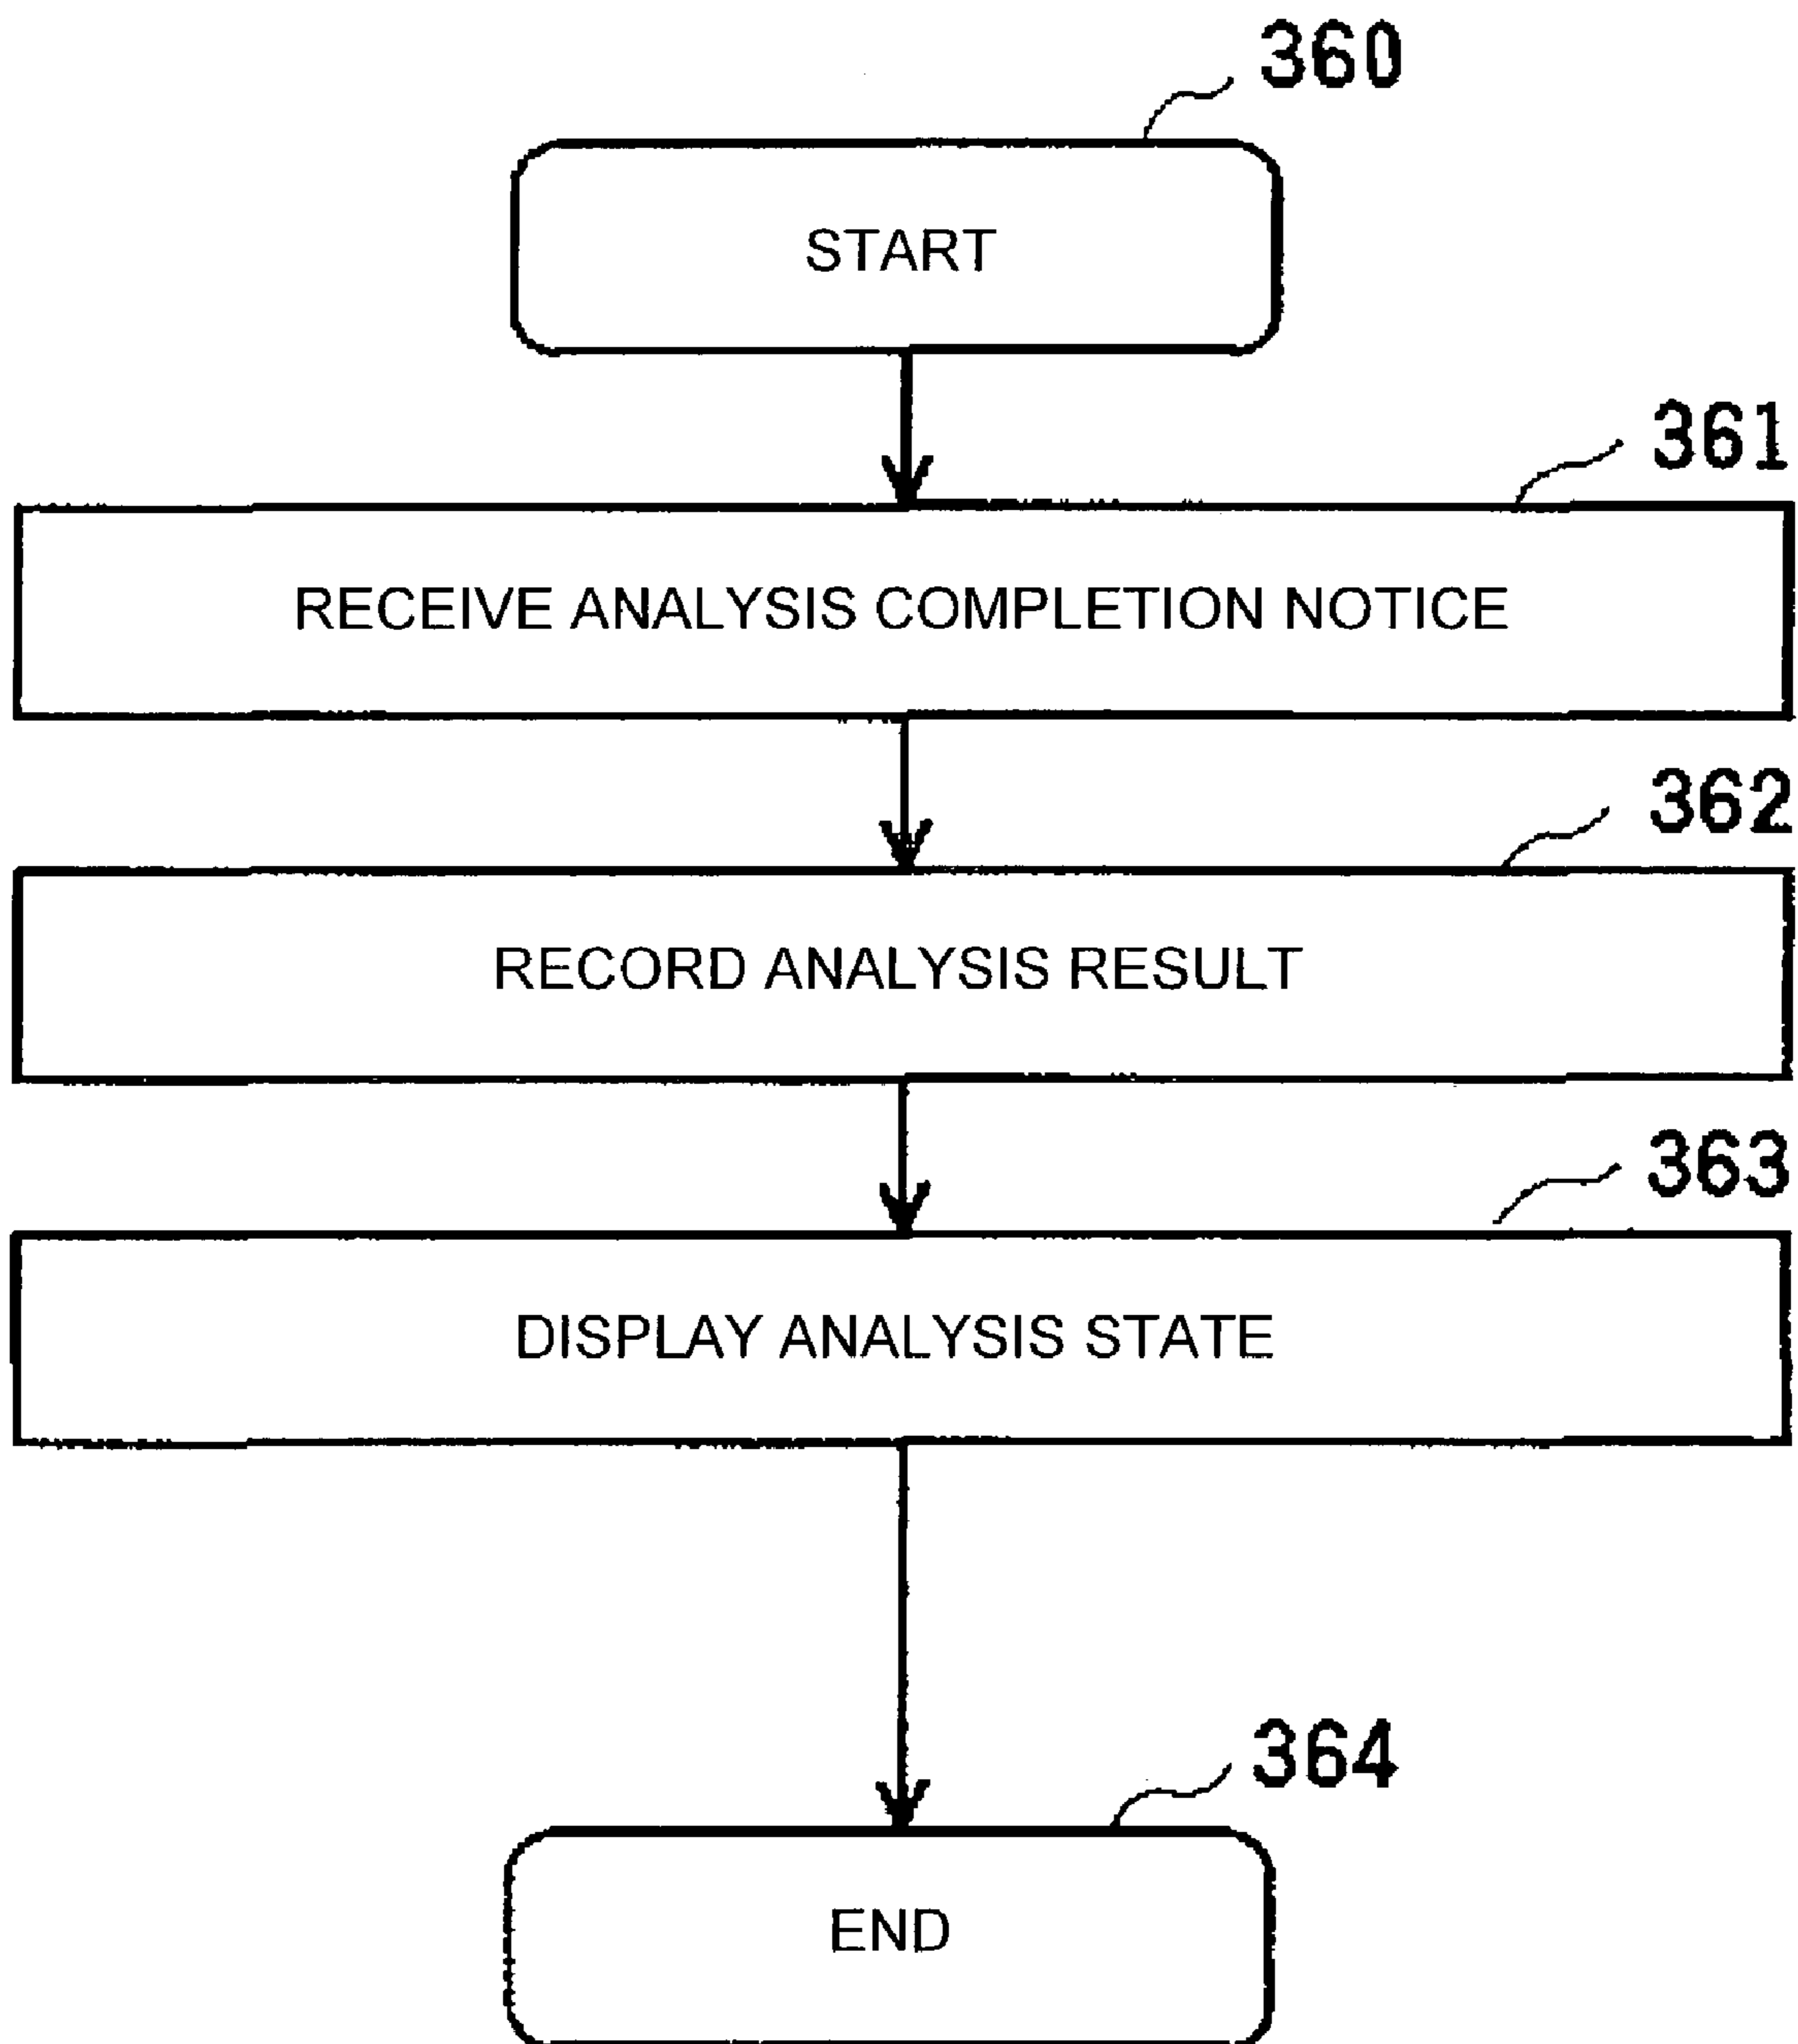 360
START
361
RECEIVE ANALYSIS COMPLETION NOTICE
362
RECORD ANALYSIS RESULT
363
DISPLAY ANALYSIS STATE
364
END